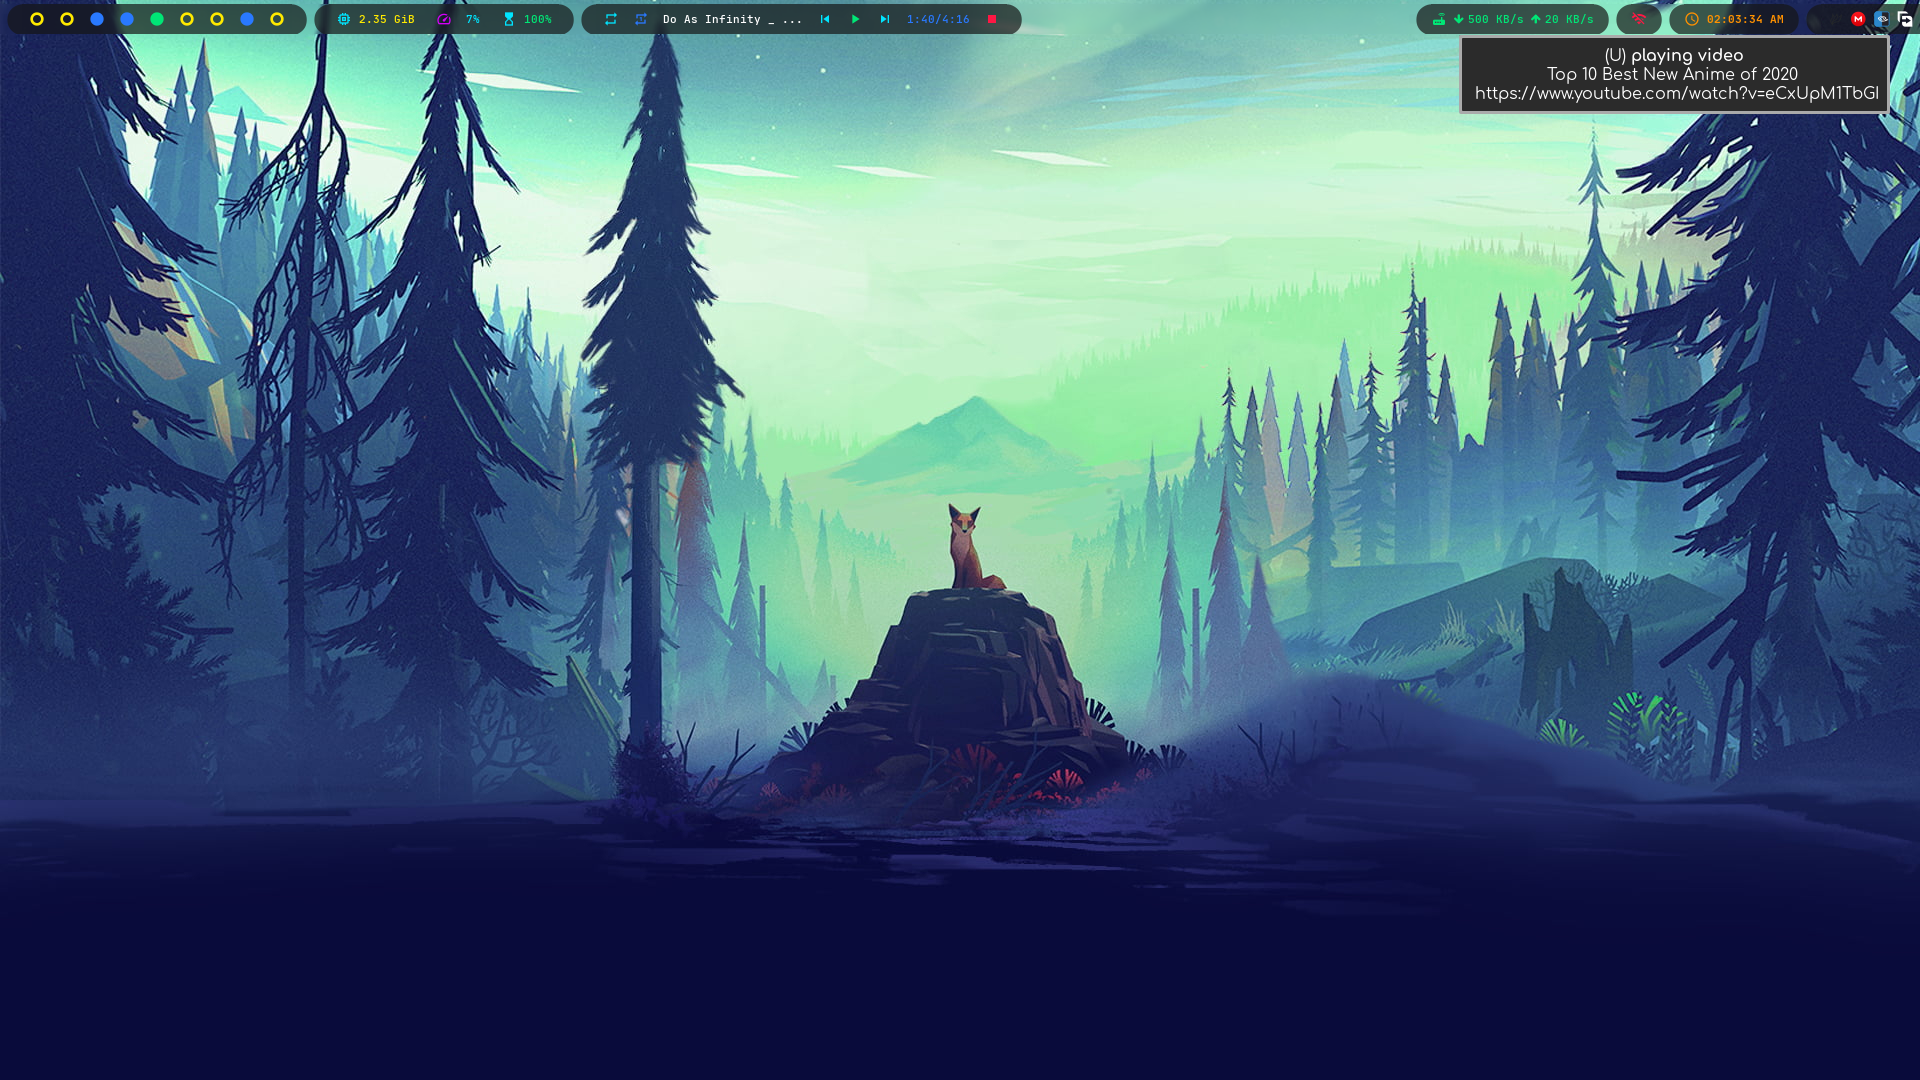 2.35 GiB 7% 100% Do As Infinity _ ... 1:40/4:16 500 KB/s 20 KB/s 02:03:34 AM
(U) playing video
Top 10 Best New Anime of 2020
https://www.youtube.com/watch?v=eCxUpM1TbGI